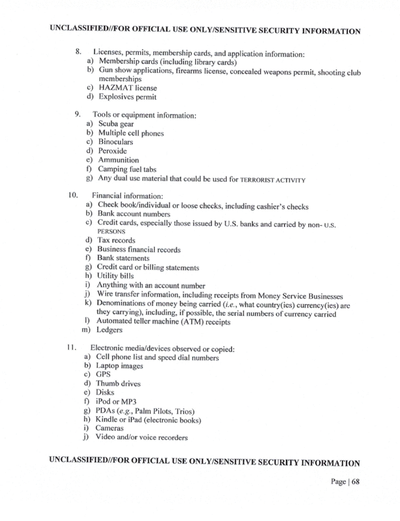 UNCLASSIFIED//FOR OFFICIAL USE ONLY/SENSITIVE SECURITY INFORMATION
8. Licenses, permits, membership cards, and application information:
a) Membership cards (including library cards)
b) Gun show applications, firearms license, concealed weapons permit, shooting club
memberships
c) HAZMAT license
d) Explosives permit
9. Tools or equipment information:
a) Scuba gear
b) Multiple cell phones
c) Binoculars
d) Peroxide
e) Ammunition
f) Camping fuel tabs
g) Any dual use material that could be used for TERRORIST ACTIVITY
10. Financial information:
a) Check book/individual or loose checks, including cashier's checks
b) Bank account numbers
c) Credit cards, especially those issued by U.S. banks and carried by non- U.S.
PERSONS
d) Tax records
e) Business financial records
f) Bank statements
g) Credit card or billing statements
h) Utility bills
i) Anything with an account number
j) Wire transfer information, including receipts from Money Service Businesses
k) Denominations of money being carried (i.e., what country(ies) currency(ies) are
they carrying), including, if possible, the serial numbers of currency carried
l) Automated teller machine (ATM) receipts
m) Ledgers
11. Electronic media/devices observed or copied:
a) Cell phone list and speed dial numbers
b) Laptop images
c) GPS
d) Thumb drives
e) Disks
f) iPod or MP3
g) PDAs (e.g., Palm Pilots, Trios)
h) Kindle or iPad (electronic books)
i) Cameras
j) Video and/or voice recorders
UNCLASSIFIED//FOR OFFICIAL USE ONLY/SENSITIVE SECURITY INFORMATION
Page | 68